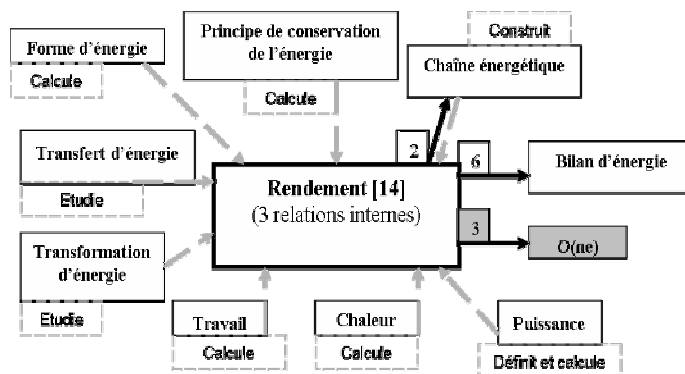 Forme d'énergie
Calcule
Principe de conservation
de l'énergie
Calcule
Construit
Chaîne énergétique
Transfert d'énergie
Etudie
2
6
Bilan d'énergie
Rendement [14]
(3 relations internes)
3
O(ne)
Transformation
d'énergie
Etudie
Travail
Calcule
Chaleur
Calcule
Puissance
Définit et calcule